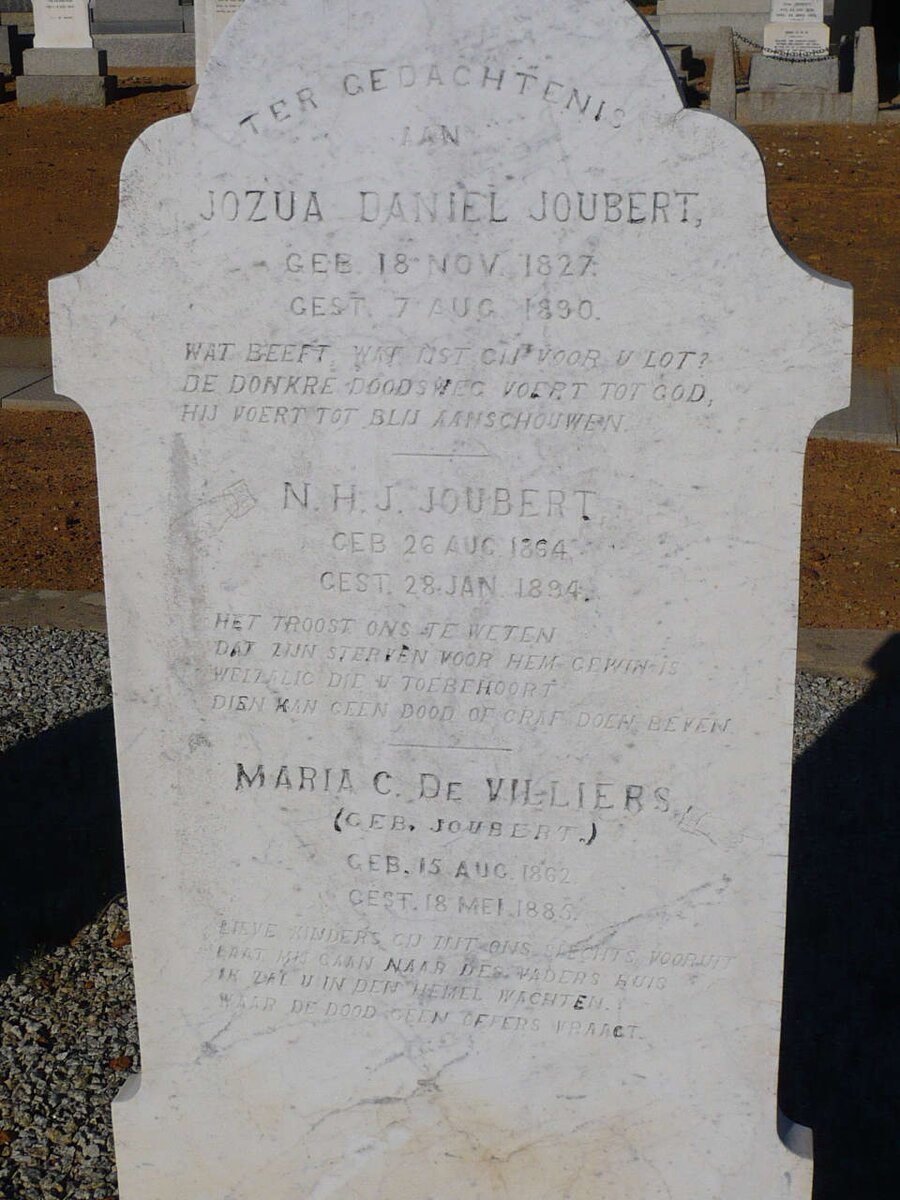 TER GEDACHTENIS
AAN
JOZUA DANIEL JOUBERT,
GEB. 18 NOV. 1827.
GEST. 7 AUG. 1890.
WAT BEEFT, WAT IJST GIJ VOOR U LOT?
DE DONKRE DOODSWEG VOERT TOT GOD,
HIJ VOERT TOT BLIJ AANSCHOUWEN.
N. H. J. JOUBERT
GEB 26 AUG 1864
GEST. 28 JAN. 1894.
HET TROOST ONS TE WETEN
DAT ZIJN STERVEN VOOR HEM GEWIN IS
WELZALIG DIE U TOEBEHOORT
DIEN KAN GEEN DOOD OF GRAF DOEN BEVEN
MARIA C. DE VILLIERS,
(GEB. JOUBERT.)
GEB. 15 AUG. 1862.
GEST. 18 MEI. 1885.
LIEVE KINDERS GIJ ONS SLECHTS VOORUIT
LAAT MIJ GAAN NAAR DES VADERS HUIS
IK ZAL U IN DEN HEMEL WACHTEN.
WAAR DE DOOD GEEN OFFERS VRAAGT.